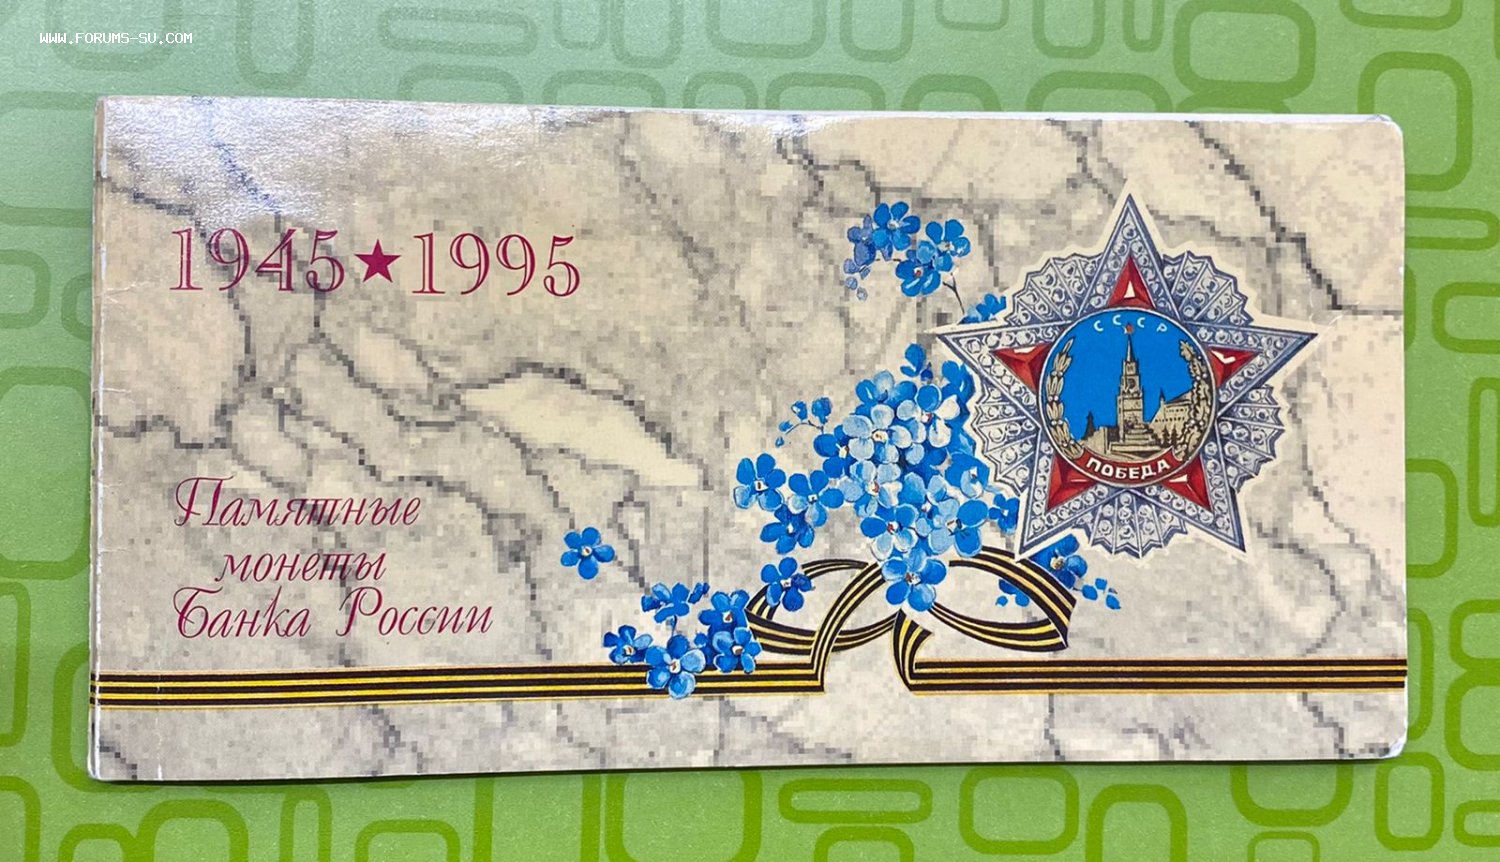 WWW.FORUMS-SU.COM
1945★1995
СССР
ПОБЕДА
Памятные
монеты
Банка России